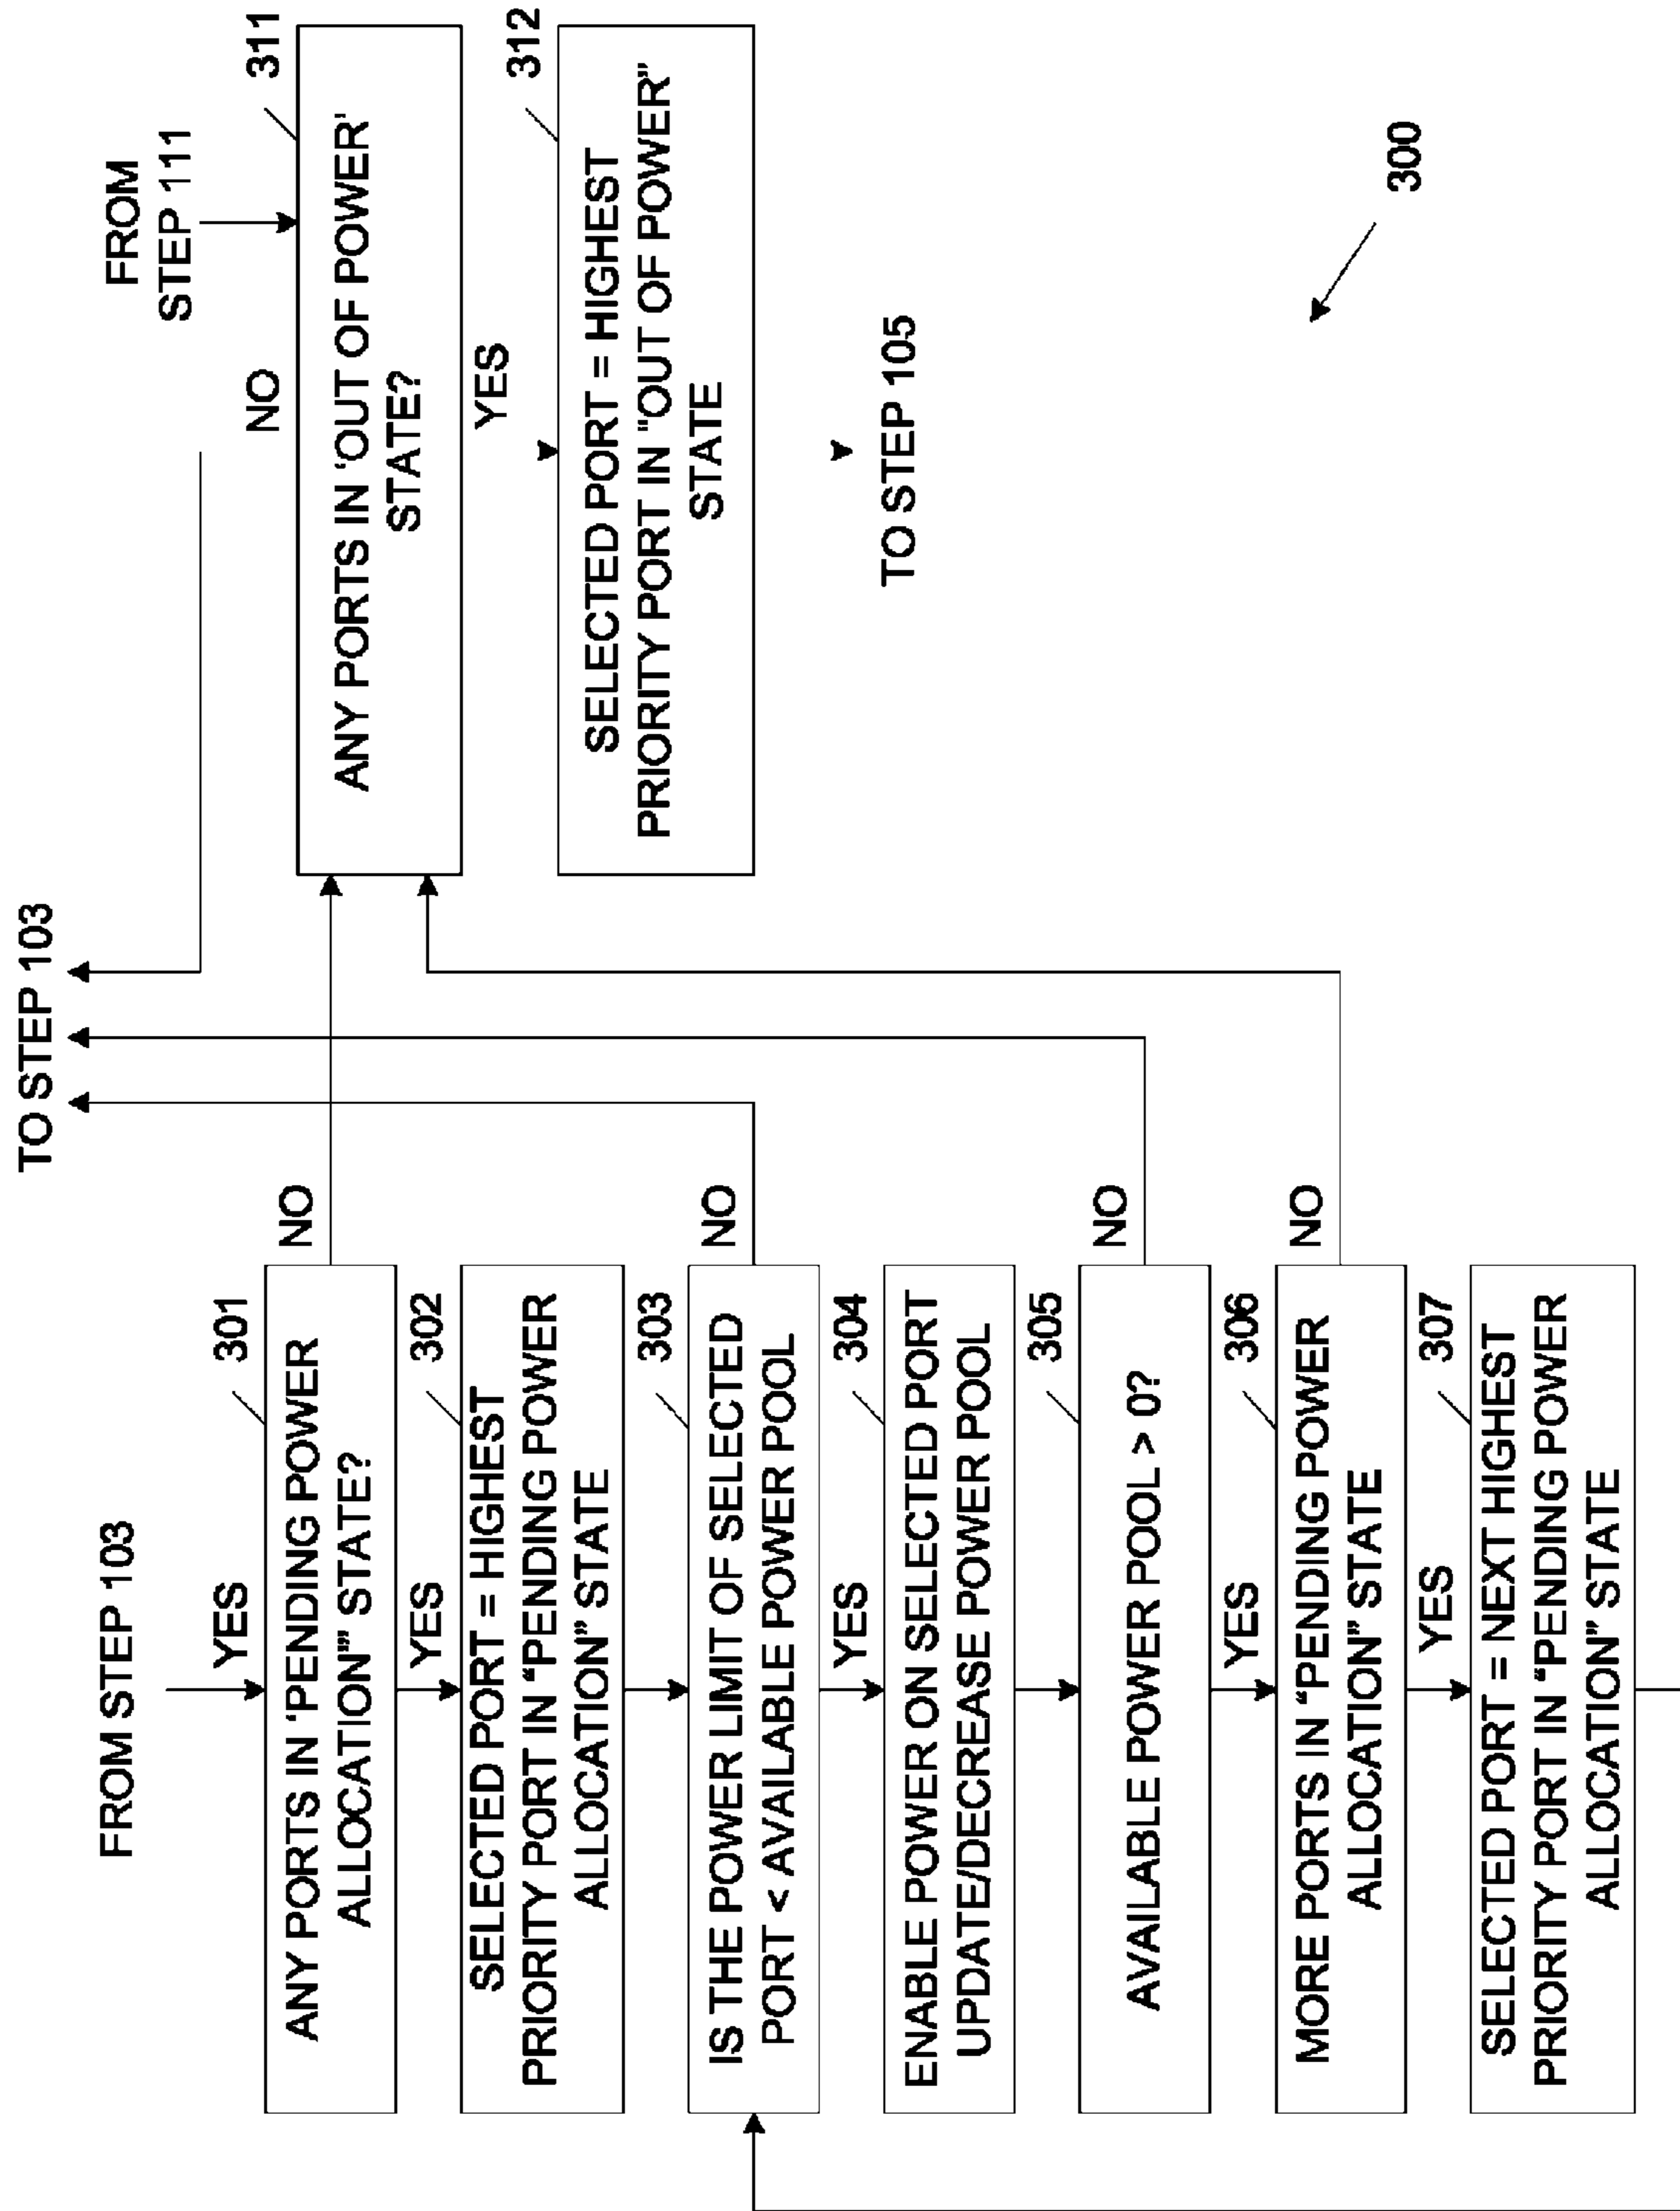 TO STEP 103
FROM STEP 103
YES
301
ANY PORTS IN 'PENDING POWER
ALLOCATION"' STATE?
NO
YES
302
SELECTED PORT = HIGHEST
PRIORITY PORT IN "PENDING POWER
ALLOCATION" STATE
303
IS THE POWER LIMIT OF SELECTED
PORT < AVAILABLE POWER POOL
NO
YES
304
ENABLE POWER ON SELECTED PORT
UPDATE/DECREASE POWER POOL
305
AVAILABLE POWER POOL > 0?
NO
YES
306
MORE PORTS IN "PENDING POWER
ALLOCATION" STATE
NO
YES
307
SELECTED PORT = NEXT HIGHEST
PRIORITY PORT IN "PENDING POWER
ALLOCATION" STATE
FROM
STEP 111
NO
311
ANY PORTS IN 'OUT OF POWER'
STATE?
YES
312
SELECTED PORT = HIGHEST
PRIORITY PORT IN "OUT OF POWER"
STATE
TO STEP 105
300